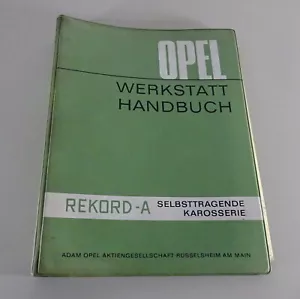 OPEL
WERKSTATT
HANDBUCH
REKORD-A SELBSTTRAGENDE
KAROSSERIE
ADAM OPEL AKTIENGESELLSCHAFT RÜSSELSHEIM AM MAIN